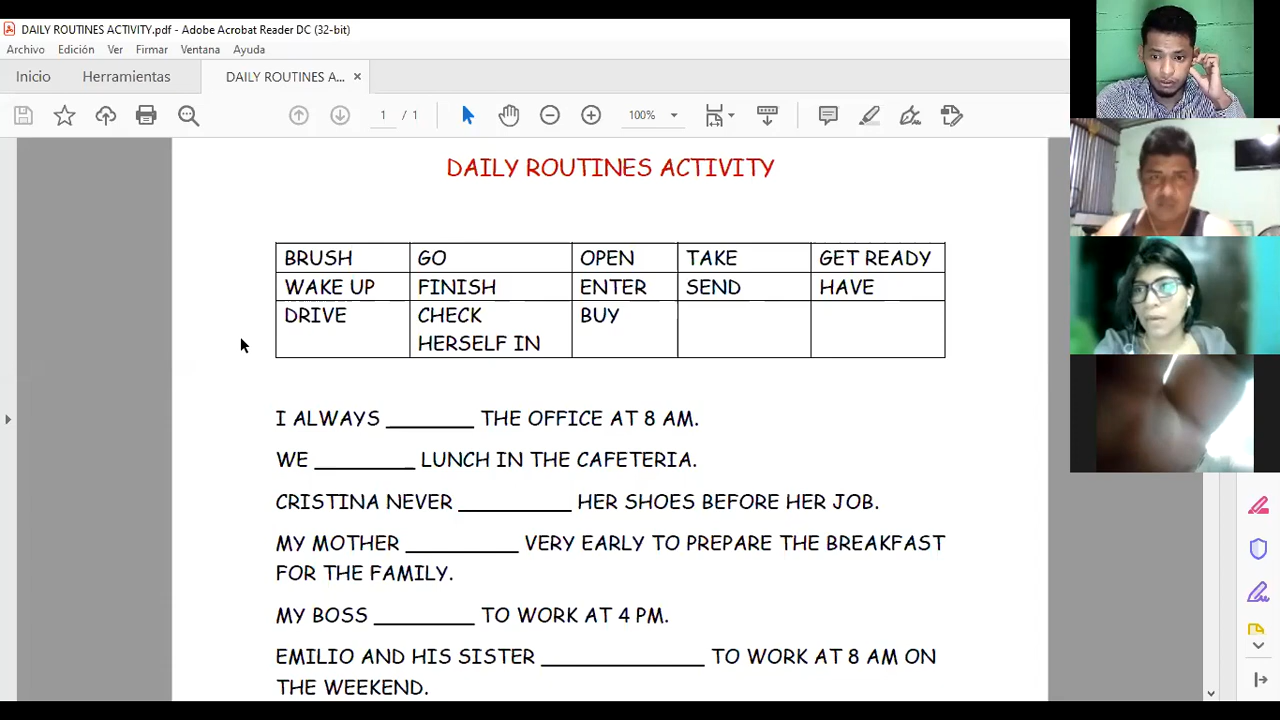 DAILY ROUTINES ACTIVITY.pdf - Adobe Acrobat Reader DC (32-bit)
Archivo Edición Ver Firmar Ventana Ayuda
Inicio Herramientas DAILY ROUTINES A... ×
1 / 1 100%
DAILY ROUTINES ACTIVITY
BRUSH GO OPEN TAKE GET READY
WAKE UP FINISH ENTER SEND HAVE
DRIVE CHECK BUY
HERSELF IN
I ALWAYS _______ THE OFFICE AT 8 AM.
WE ________ LUNCH IN THE CAFETERIA.
CRISTINA NEVER _________ HER SHOES BEFORE HER JOB.
MY MOTHER _________ VERY EARLY TO PREPARE THE BREAKFAST
FOR THE FAMILY.
MY BOSS ________ TO WORK AT 4 PM.
EMILIO AND HIS SISTER _____________ TO WORK AT 8 AM ON
THE WEEKEND.